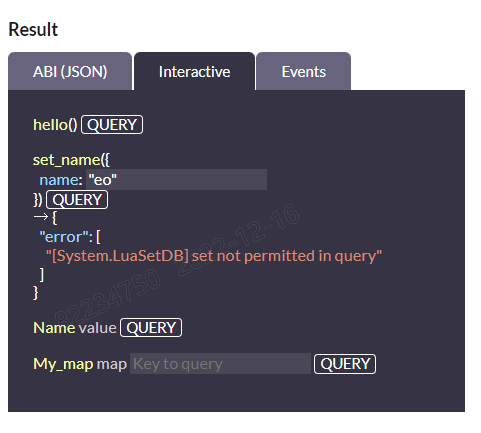 Result
ABI (JSON) Interactive Events
hello() QUERY
set_name({
name: "eo"
}) QUERY
→ {
"error": [
"[System.LuaSetDB] set not permitted in query"
]
}
Name value QUERY
My_map map Key to query QUERY
82234750 2022-12-16